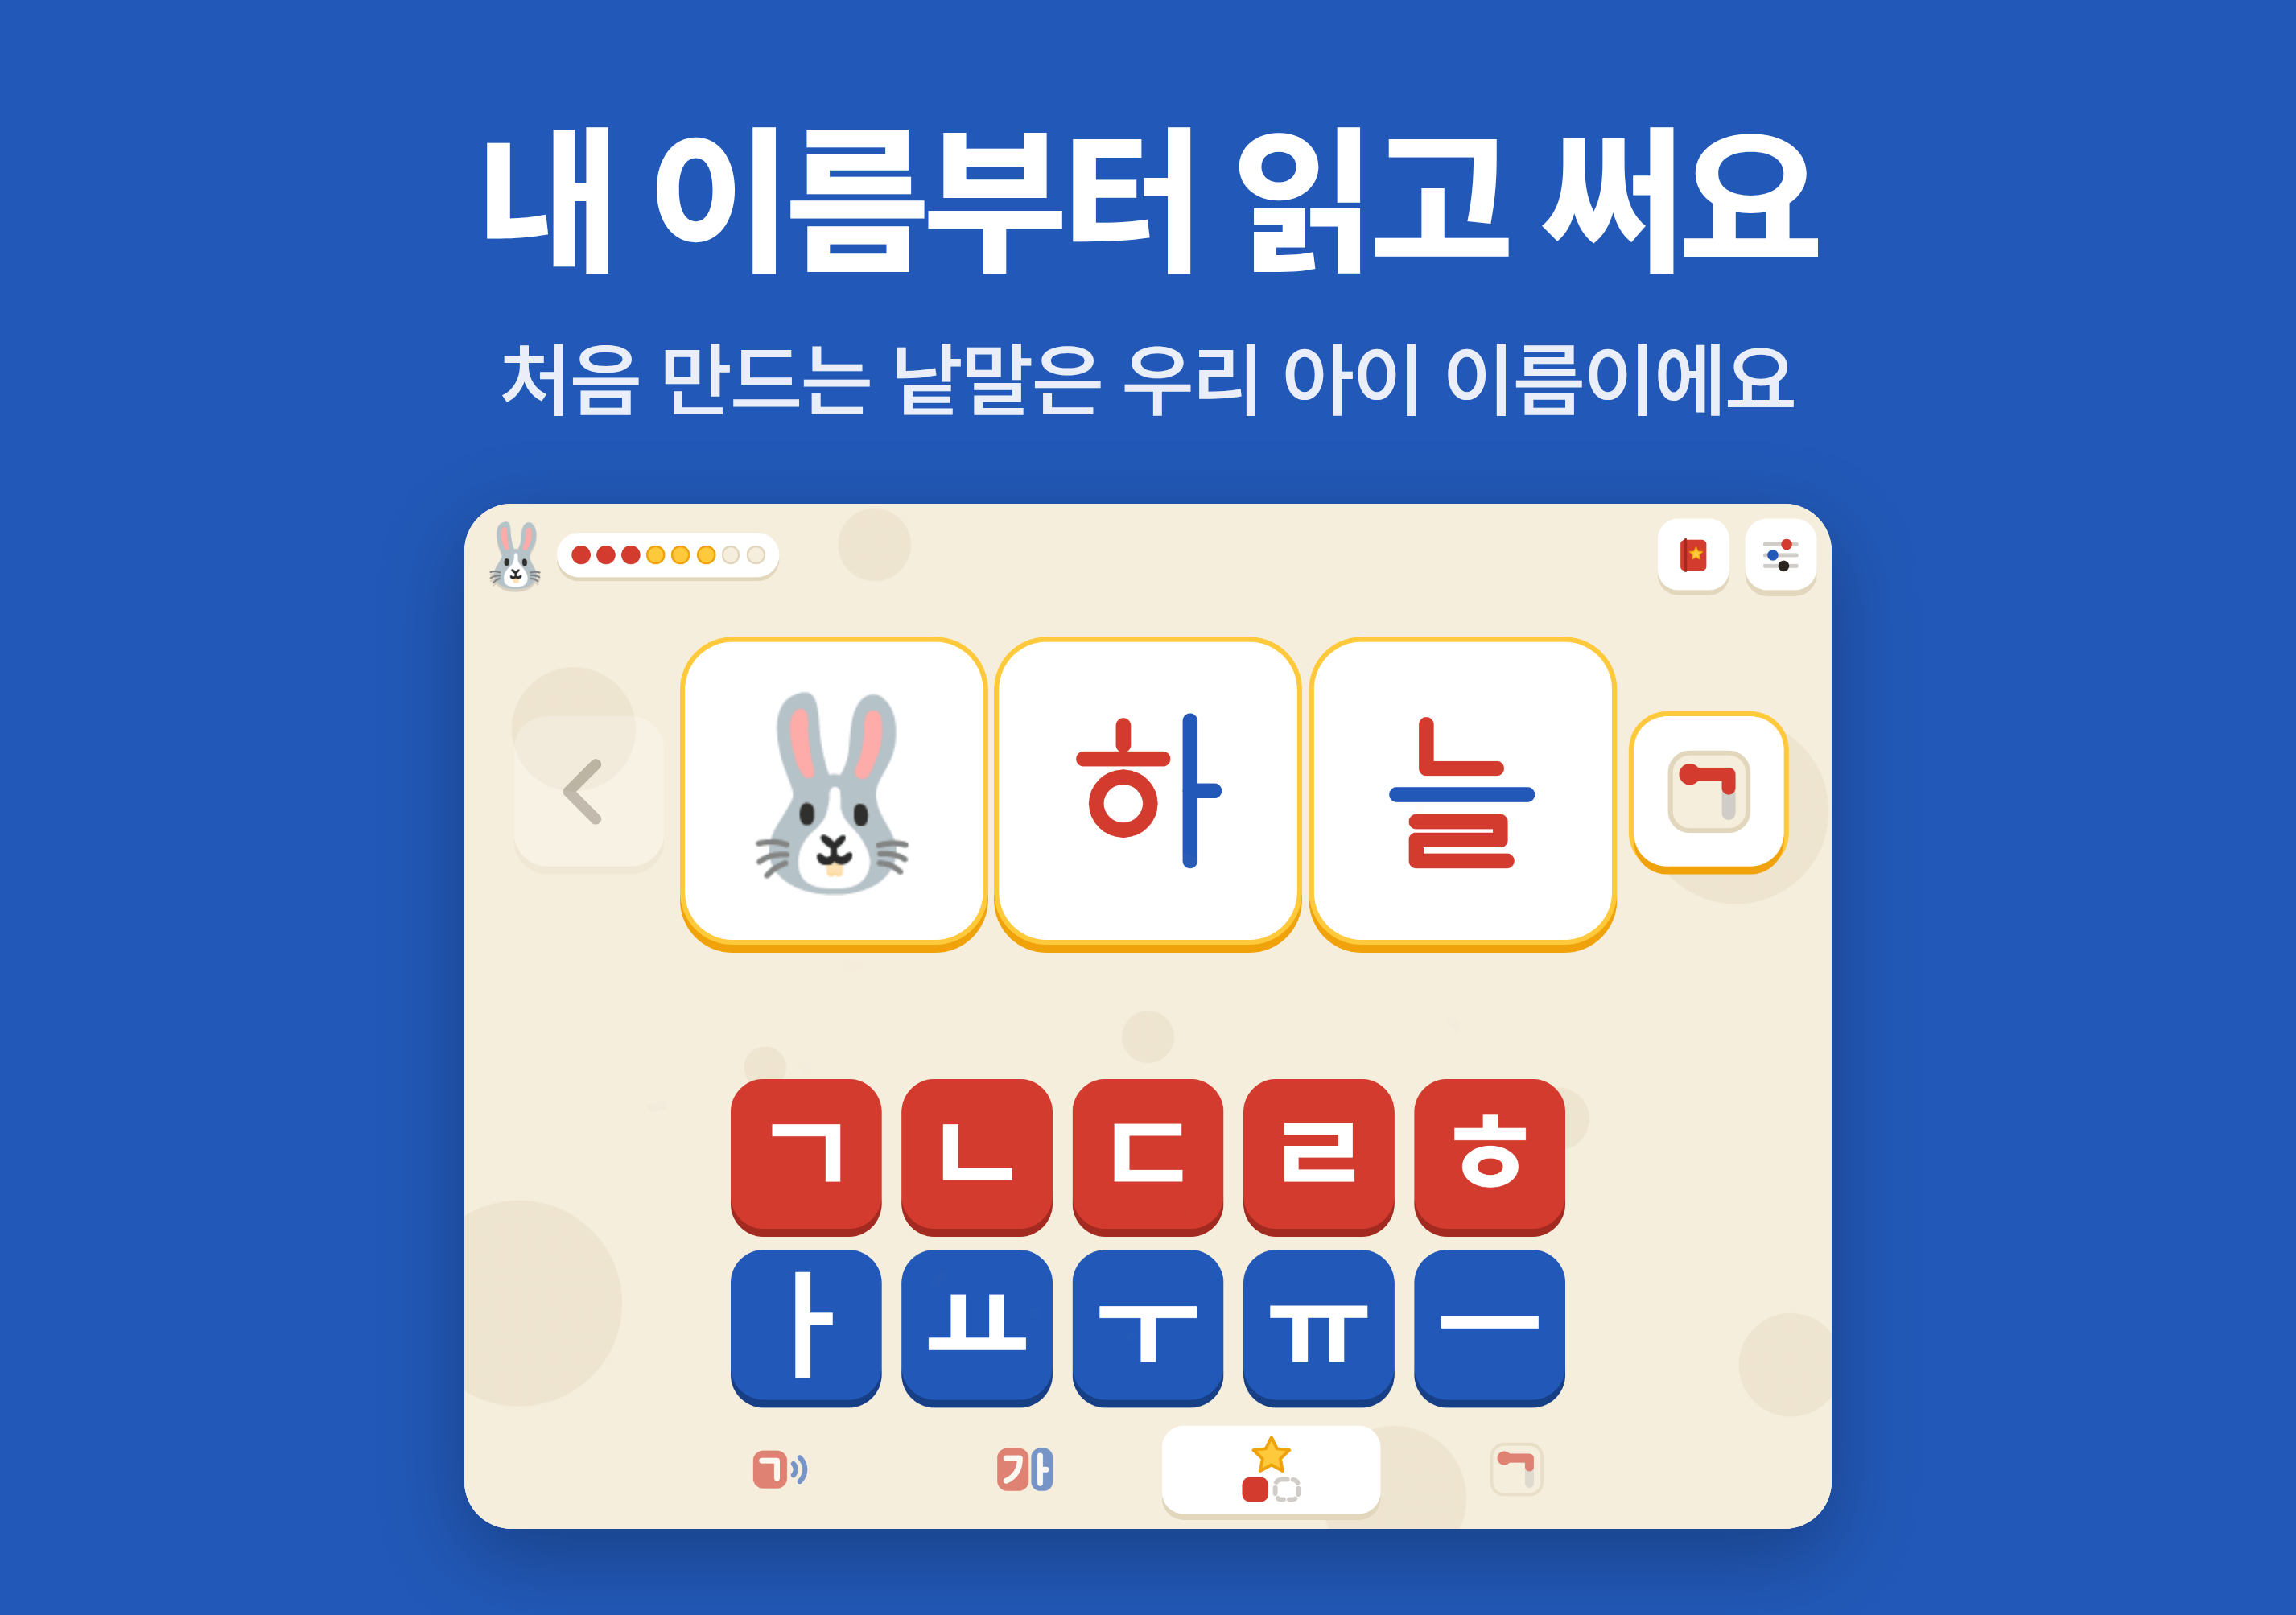 내 이름부터 읽고 써요
처음 만드는 낱말은 우리 아이 이름이에요
하늘
ㄱ ㄴ ㄷ ㄹ ㅎ
ㅏ ㅛ ㅜ ㅠ ㅡ
ㄱ 가 ㄱ